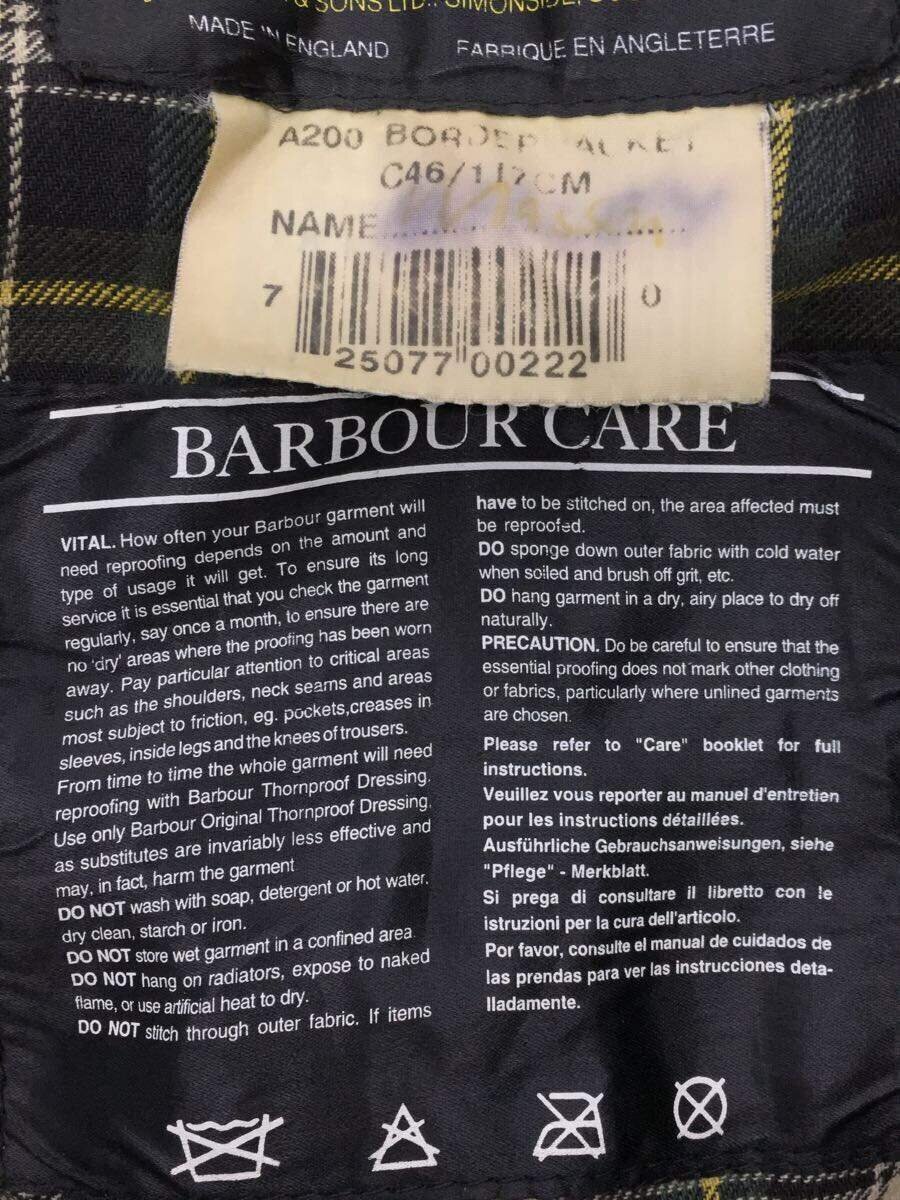 & SONS LTD., SIMONSIDE,
MADE IN ENGLAND FABRIQUE EN ANGLETERRE
A200 BORDER JACKET
C46/117CM
NAME
7 25077 00222 0
BARBOUR CARE
VITAL. How often your Barbour garment will
need reproofing depends on the amount and
type of usage it will get. To ensure its long
service it is essential that you check the garment
regularly, say once a month, to ensure there are
no 'dry' areas where the proofing has been worn
away. Pay particular attention to critical areas
such as the shoulders, neck seams and areas
most subject to friction, eg. pockets,creases in
sleeves, inside legs and the knees of trousers.
From time to time the whole garment will need
reproofing with Barbour Thornproof Dressing.
Use only Barbour Original Thornproof Dressing,
as substitutes are invariably less effective and
may, in fact, harm the garment
DO NOT wash with soap, detergent or hot water,
dry clean, starch or iron.
DO NOT store wet garment in a confined area
DO NOT hang on radiators, expose to naked
flame, or use artificial heat to dry.
DO NOT stitch through outer fabric. If items
have to be stitched on, the area affected must
be reproofed.
DO sponge down outer fabric with cold water
when soiled and brush off grit, etc.
DO hang garment in a dry, airy place to dry off
naturally.
PRECAUTION. Do be careful to ensure that the
essential proofing does not mark other clothing
or fabrics, particularly where unlined garments
are chosen.
Please refer to "Care" booklet for full
instructions.
Veuillez vous reporter au manuel d'entretien
pour les instructions détaillées.
Ausführliche Gebrauchsanweisungen, siehe
"Pflege" - Merkblatt.
Si prega di consultare il libretto con le
istruzioni per la cura dell'articolo.
Por favor, consulte el manual de cuidados de
las prendas para ver las instrucciones deta-
lladamente.